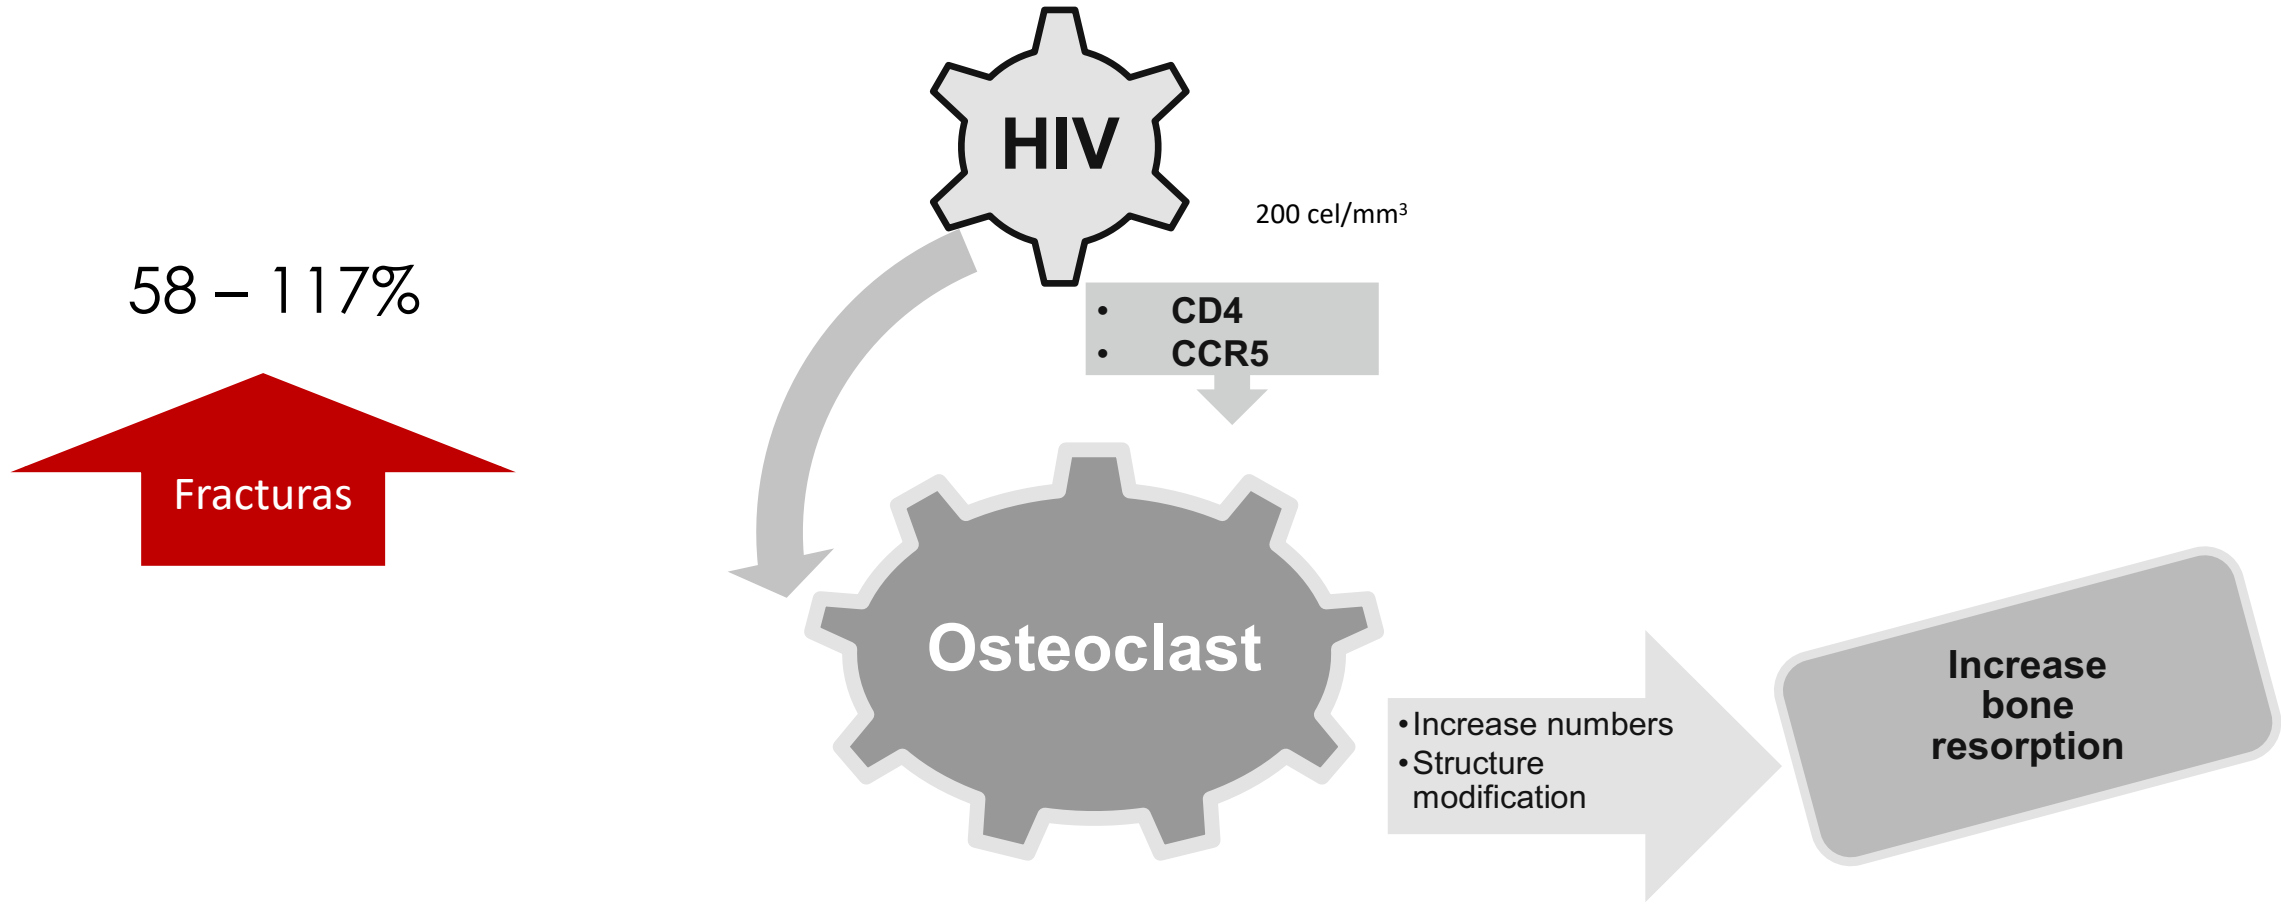 HIV
200 cel/mm³
58 – 117%
• CD4
• CCR5
Fracturas
Osteoclast
•Increase numbers
•Structure
modification
Increase
bone
resorption